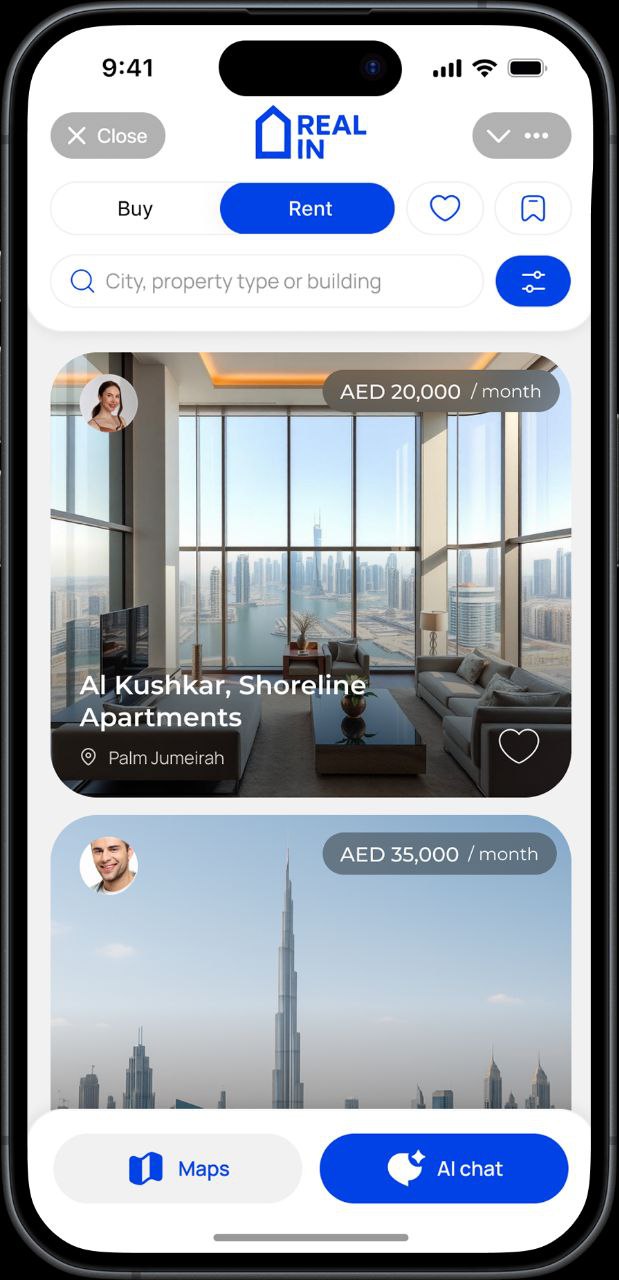 9:41
Close
REAL
IN
Buy
Rent
City, property type or building
AED 20,000 / month
Al Kushkar, Shoreline
Apartments
Palm Jumeirah
AED 35,000 / month
Maps
AI chat